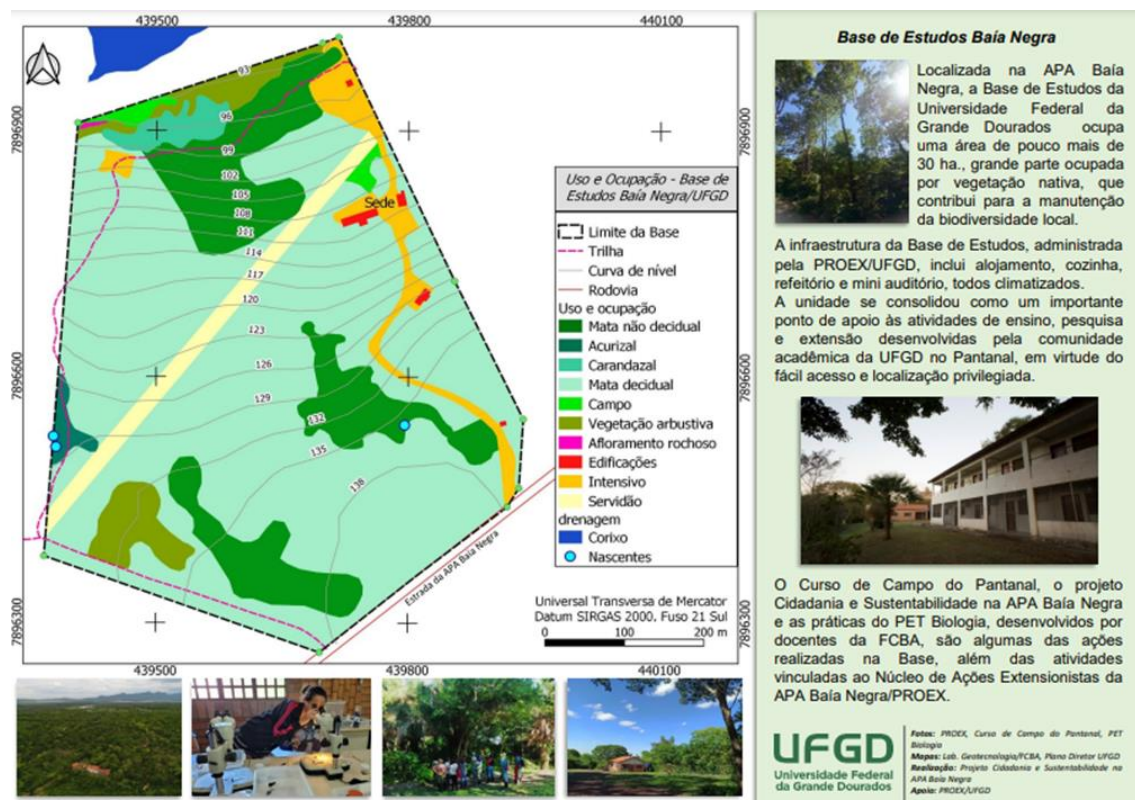 439500 439800 440100
7896900
7896600
7896300
93
96
99
102
105
108
111
114
117
120
123
126
129
132
135
138
Sede
Estrada da APA Baía Negra
Uso e Ocupação - Base de
Estudos Baía Negra/UFGD
Limite da Base
Trilha
Curva de nível
Rodovia
Uso e ocupação
Mata não decidual
Acurizal
Carandazal
Mata decidual
Campo
Vegetação arbustiva
Afloramento rochoso
Edificações
Intensivo
Servidão
drenagem
Corixo
Nascentes
Universal Transversa de Mercator
Datum SIRGAS 2000, Fuso 21 Sul
0 100 200 m
7896900
7896600
7896300
439500 439800 440100
Base de Estudos Baía Negra
Localizada na APA Baía
Negra, a Base de Estudos da
Universidade Federal da
Grande Dourados ocupa
uma área de pouco mais de
30 ha., grande parte ocupada
por vegetação nativa, que
contribui para a manutenção
da biodiversidade local.
A infraestrutura da Base de Estudos, administrada
pela PROEX/UFGD, inclui alojamento, cozinha,
refeitório e mini auditório, todos climatizados.
A unidade se consolidou como um importante
ponto de apoio às atividades de ensino, pesquisa
e extensão desenvolvidas pela comunidade
acadêmica da UFGD no Pantanal, em virtude do
fácil acesso e localização privilegiada.
O Curso de Campo do Pantanal, o projeto
Cidadania e Sustentabilidade na APA Baía Negra
e as práticas do PET Biologia, desenvolvidos por
docentes da FCBA, são algumas das ações
realizadas na Base, além das atividades
vinculadas ao Núcleo de Ações Extensionistas da
APA Baía Negra/PROEX.
UFGD
Universidade Federal
da Grande Dourados
Fotos: PROEX, Curso de Campo do Pantanal, PET
Biologia
Mapas: Lab. Geotecnologia/FCBA, Plano Diretor UFGD
Realização: Projeto Cidadania e Sustentabilidade na
APA Baía Negra
Apoio: PROEX/UFGD